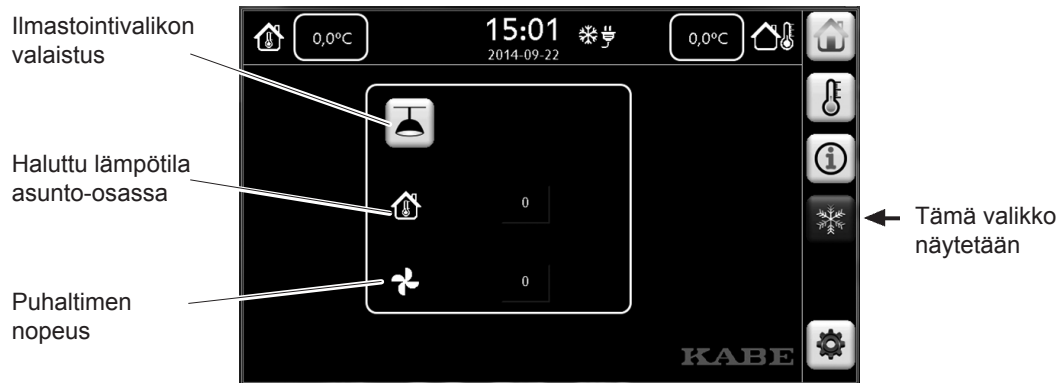 Ilmastointivalikon
valaistus
0,0°C
15:01
2014-09-22
0,0°C
Haluttu lämpötila
asunto-osassa
0
Tämä valikko
näytetään
Puhaltimen
nopeus
0
KABE